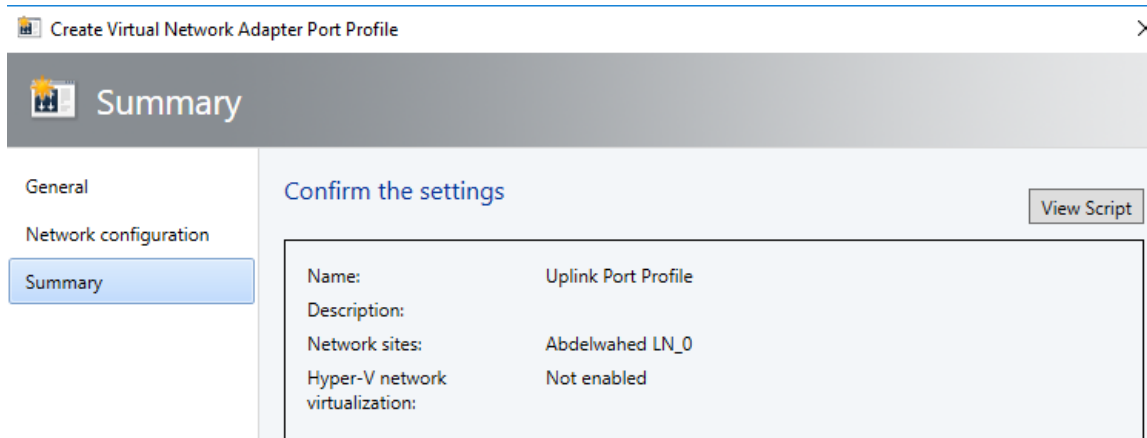 Create Virtual Network Adapter Port Profile
Summary
General
Network configuration
Summary
Confirm the settings
View Script
Name: Uplink Port Profile
Description:
Network sites: Abdelwahed LN_0
Hyper-V network Not enabled
virtualization: